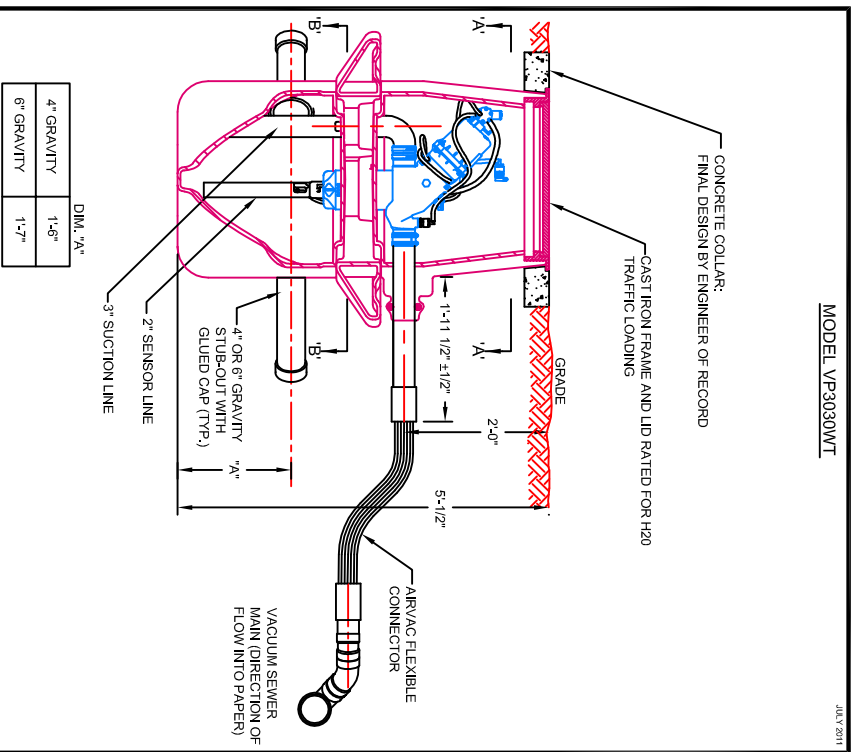 JULY 2011
MODEL VP3030WT
CONCRETE COLLAR:
FINAL DESIGN BY ENGINEER OF RECORD
CAST IRON FRAME AND LID RATED FOR H20
TRAFFIC LOADING
'A'
'A'
GRADE
'B'
'B'
1'-11 1/2" ±1/2"
2'-0"
5'-1/2"
"A"
4" OR 6" GRAVITY
STUB-OUT WITH
GLUED CAP (TYP.)
2" SENSOR LINE
3" SUCTION LINE
AIRVAC FLEXIBLE
CONNECTOR
VACUUM SEWER
MAIN (DIRECTION OF
FLOW INTO PAPER)
DIM. "A"
4" GRAVITY 1'-6"
6" GRAVITY 1'-7"